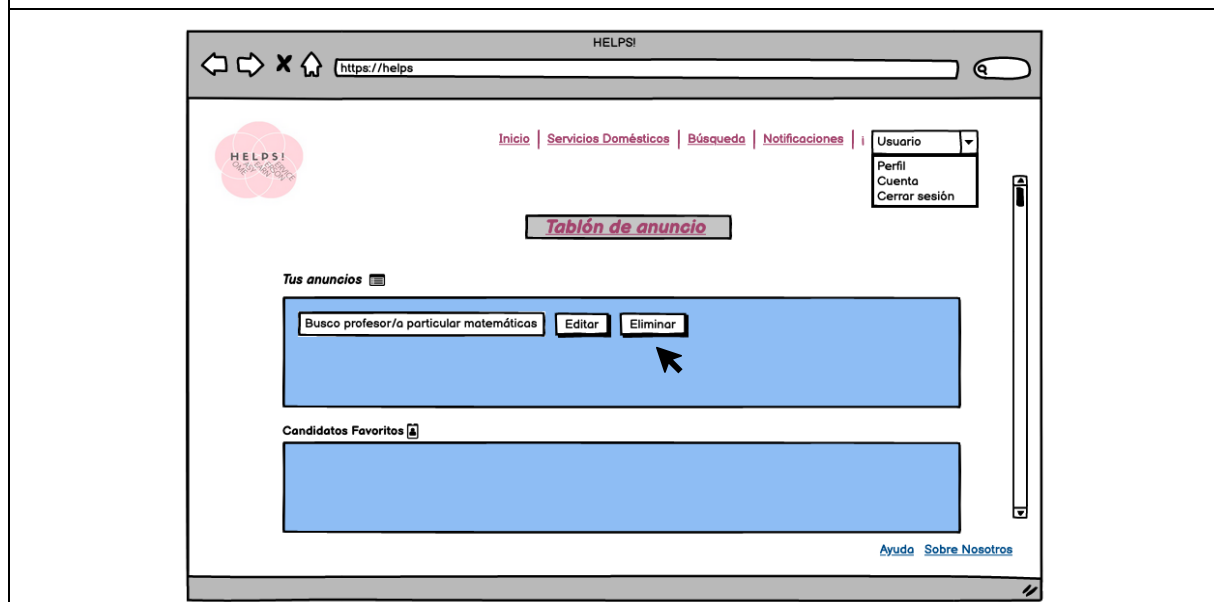 HELPS!
https://helps
HELPS!
Inicio | Servicios Domésticos | Búsqueda | Notificaciones |
Usuario
Perfil
Cuenta
Cerrar sesión
Tablón de anuncio
Tus anuncios
Busco profesor/a particular matemáticas
Editar
Eliminar
Candidatos Favoritos
Ayuda Sobre Nosotros